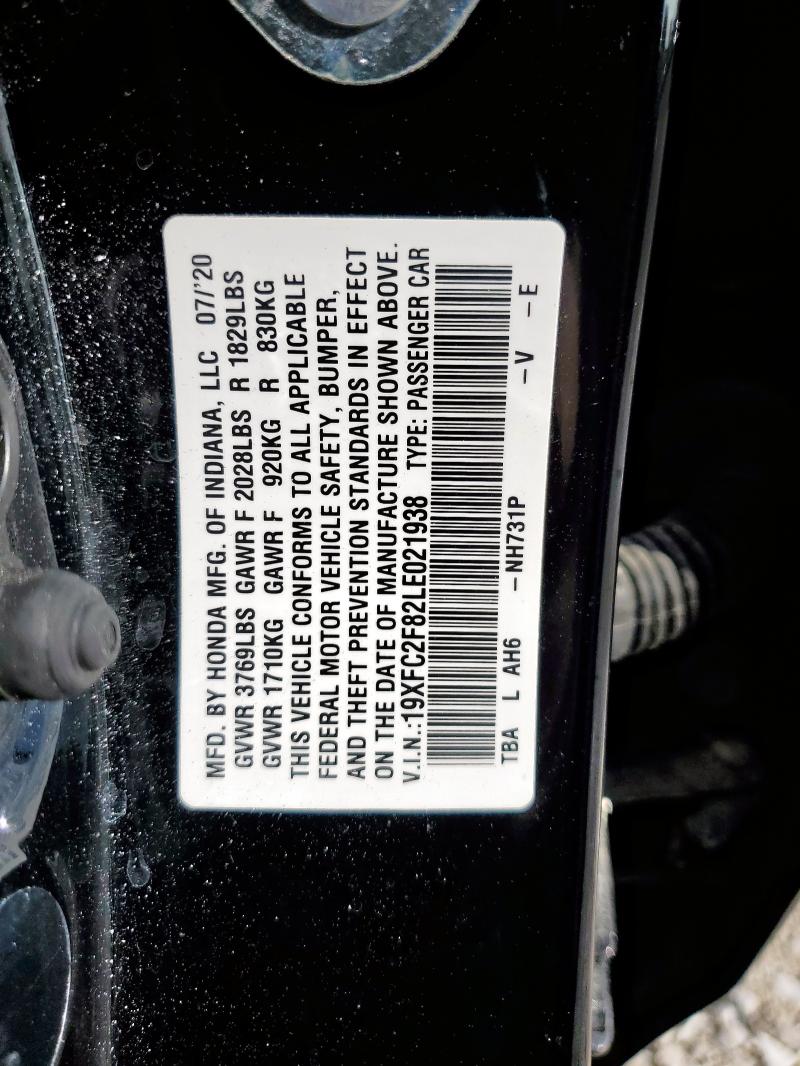 MFD. BY HONDA MFG. OF INDIANA, LLC 07/'20
GVWR 3769LBS GAWR F 2028LBS R 1829LBS
GVWR 1710KG GAWR F 920KG R 830KG
THIS VEHICLE CONFORMS TO ALL APPLICABLE
FEDERAL MOTOR VEHICLE SAFETY, BUMPER,
AND THEFT PREVENTION STANDARDS IN EFFECT
ON THE DATE OF MANUFACTURE SHOWN ABOVE.
V.I.N.:19XFC2F82LE021938 TYPE: PASSENGER CAR
TBA L AH6 -NH731P -V -E